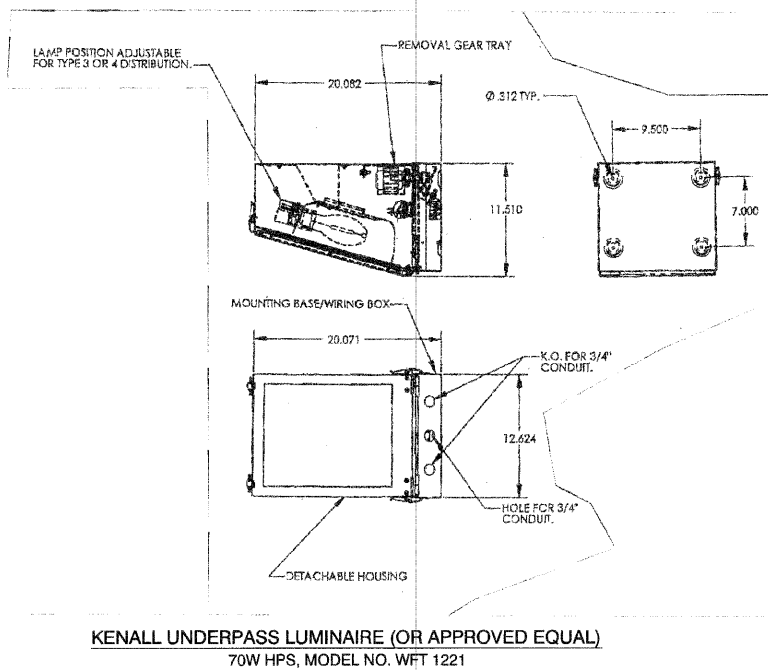 LAMP POSITION ADJUSTABLE
FOR TYPE 3 OR 4 DISTRIBUTION.
REMOVAL GEAR TRAY
20.082
Ø .312 TYP.
9.500
11.510
7.000
MOUNTING BASE/WIRING BOX
20.071
K.O. FOR 3/4"
CONDUIT.
12.624
HOLE FOR 3/4"
CONDUIT.
DETACHABLE HOUSING
KENALL UNDERPASS LUMINAIRE (OR APPROVED EQUAL)
70W HPS, MODEL NO. WFT 1221